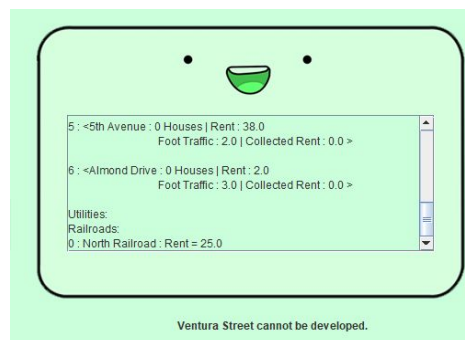 5 : <5th Avenue : 0 Houses | Rent : 38.0
Foot Traffic : 2.0 | Collected Rent : 0.0 >
6 : <Almond Drive : 0 Houses | Rent : 2.0
Foot Traffic : 3.0 | Collected Rent : 0.0 >
Utilities:
Railroads:
0 : North Railroad : Rent = 25.0
Ventura Street cannot be developed.